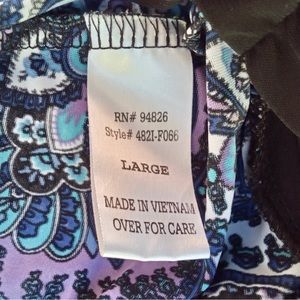 RN# 94826
Style# 482I-F066
LARGE
MADE IN VIETNAM
OVER FOR CARE